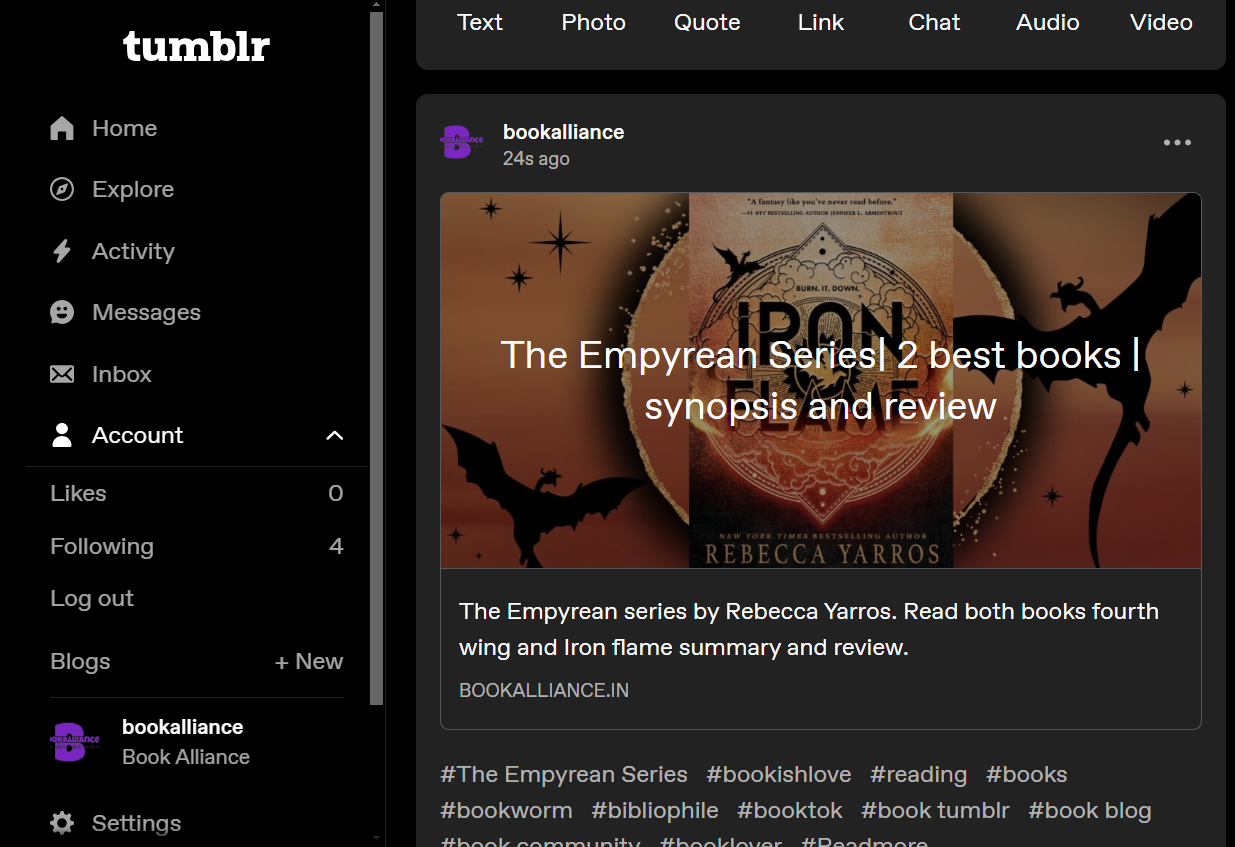 tumblr
Home
Explore
Activity
Messages
Inbox
Account
Likes 0
Following 4
Log out
Blogs + New
bookalliance
Book Alliance
Settings
Text Photo Quote Link Chat Audio Video
bookalliance
24s ago
"A fantasy like you've never read before."
—#1 NYT BESTSELLING AUTHOR JENNIFER L. ARMENTROUT
BURN. IT. DOWN.
IRON
FLAME
The Empyrean Series| 2 best books |
synopsis and review
NEW YORK TIMES BESTSELLING AUTHOR
REBECCA YARROS
The Empyrean series by Rebecca Yarros. Read both books fourth
wing and Iron flame summary and review.
BOOKALLIANCE.IN
#The Empyrean Series #bookishlove #reading #books
#bookworm #bibliophile #booktok #book tumblr #book blog
#book community #booklover #Readmore